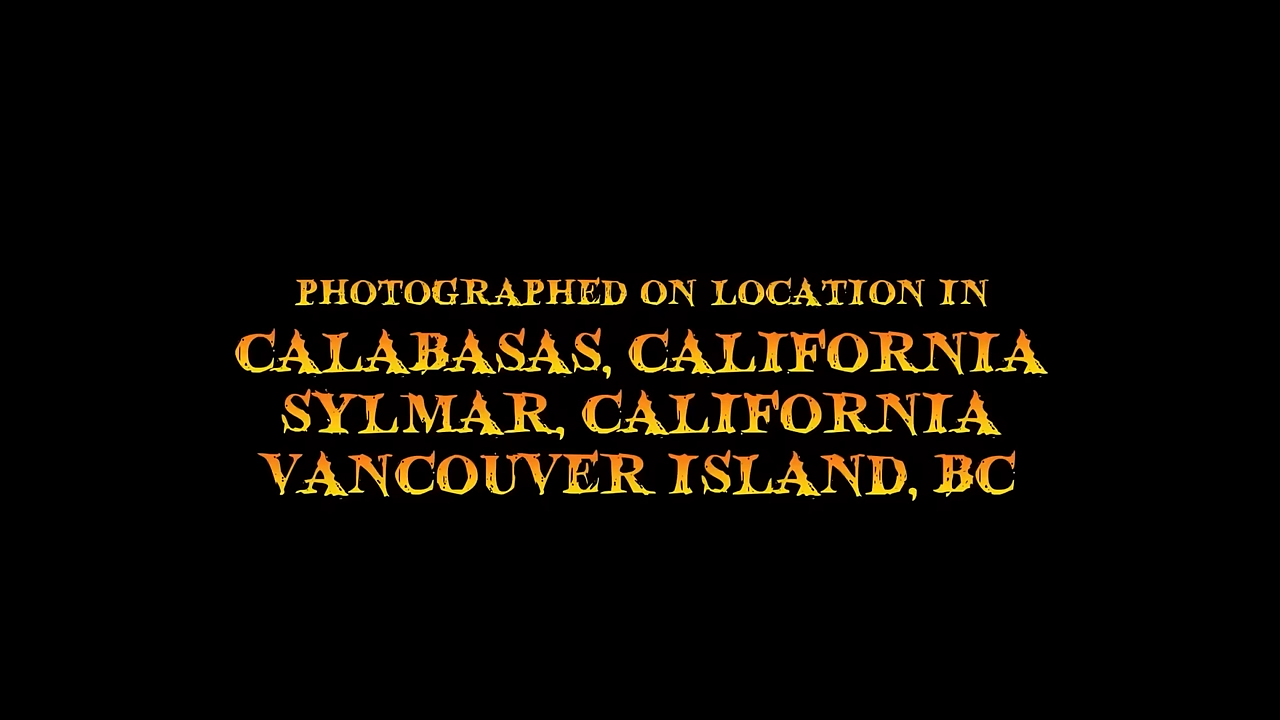 PHOTOGRAPHED ON LOCATION IN
CALABASAS, CALIFORNIA
SYLMAR, CALIFORNIA
VANCOUVER ISLAND, BC